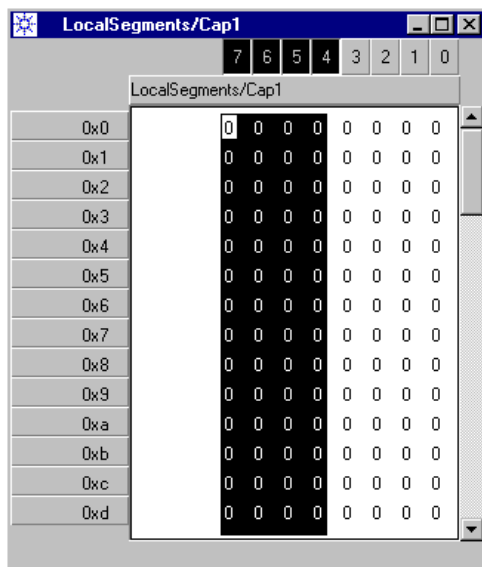 LocalSegments/Cap1
7 6 5 4 3 2 1 0
LocalSegments/Cap1
0x0 0 0 0 0 0 0 0 0
0x1 0 0 0 0 0 0 0 0
0x2 0 0 0 0 0 0 0 0
0x3 0 0 0 0 0 0 0 0
0x4 0 0 0 0 0 0 0 0
0x5 0 0 0 0 0 0 0 0
0x6 0 0 0 0 0 0 0 0
0x7 0 0 0 0 0 0 0 0
0x8 0 0 0 0 0 0 0 0
0x9 0 0 0 0 0 0 0 0
0xa 0 0 0 0 0 0 0 0
0xb 0 0 0 0 0 0 0 0
0xc 0 0 0 0 0 0 0 0
0xd 0 0 0 0 0 0 0 0